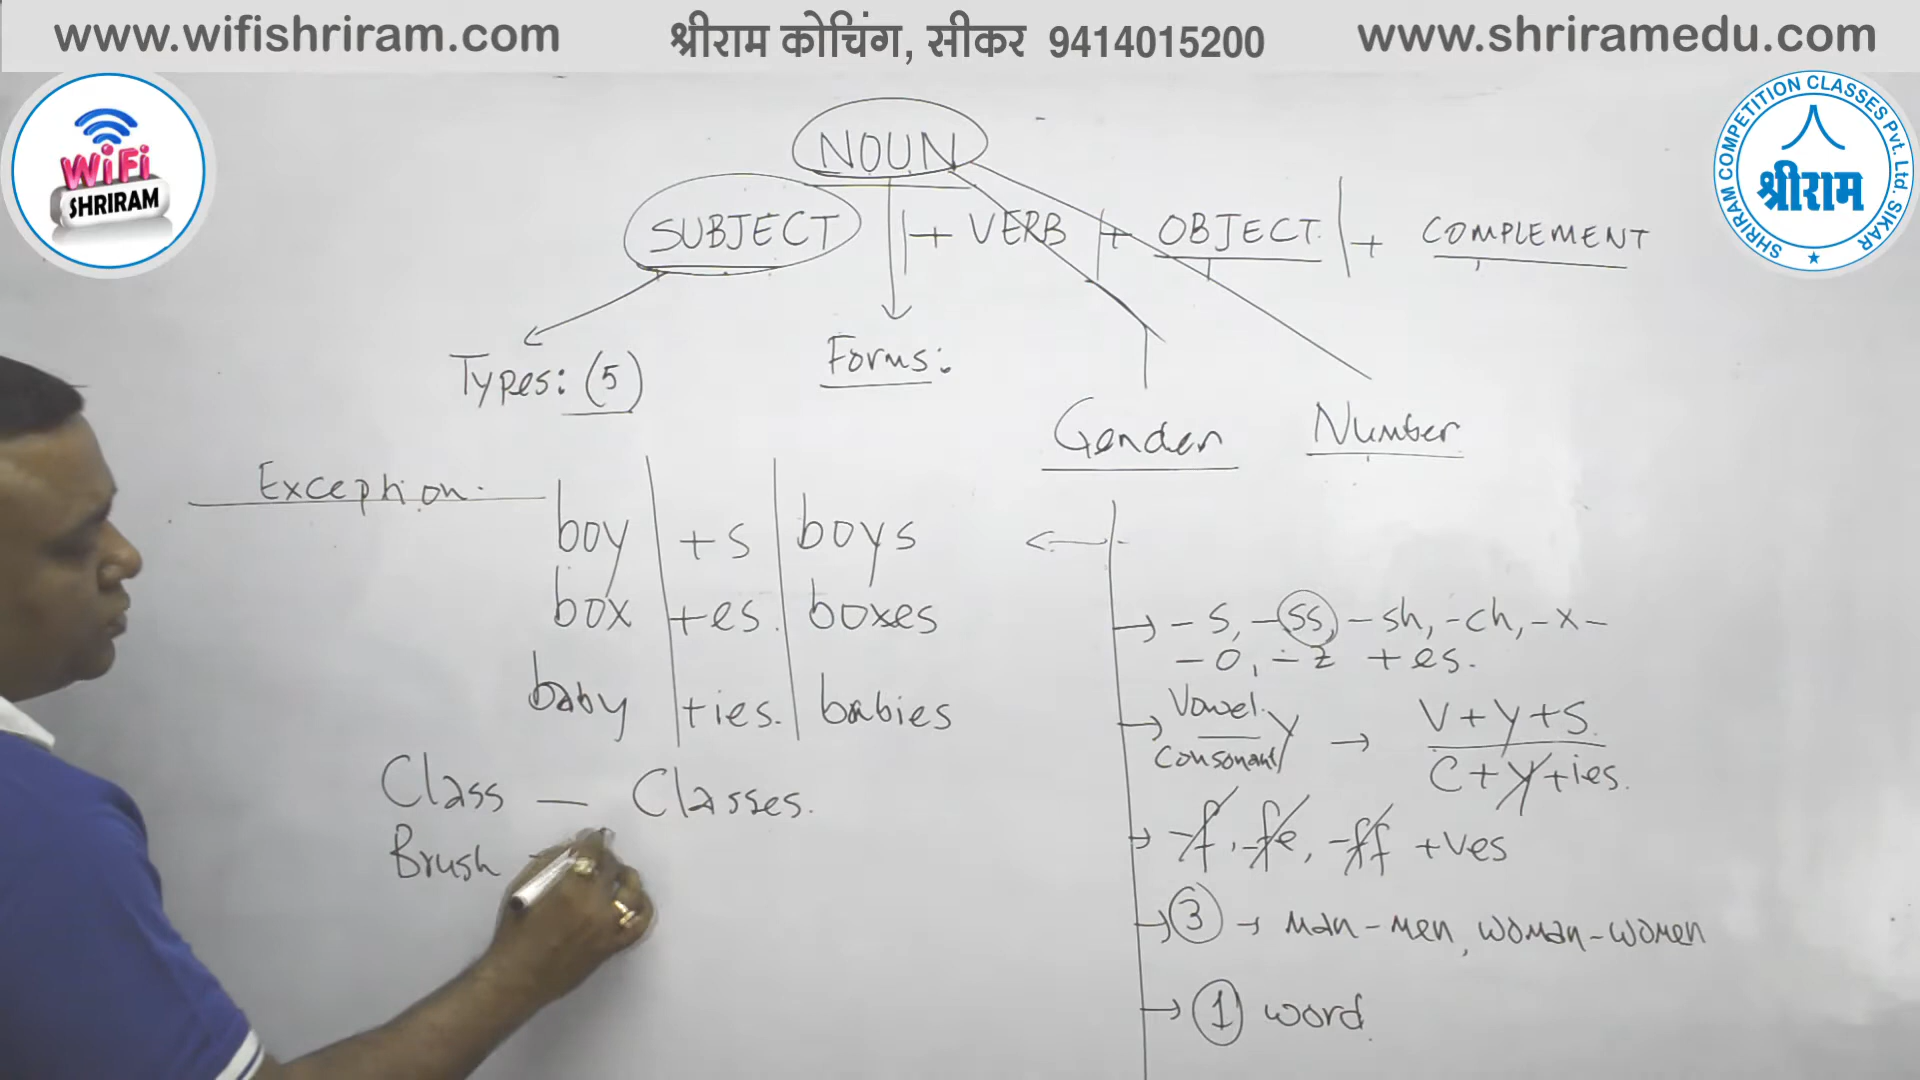 www.wifishriram.com श्रीराम कोचिंग, सीकर 9414015200 www.shriramedu.com
WiFi
SHRIRAM
SHRIRAM COMPETITION CLASSES Pvt. Ltd. SIKAR
श्रीराम
NOUN
SUBJECT + VERB + OBJECT + COMPLEMENT
Types: (5)
Forms:
Gender
Number
Exception.
boy +s boys
box +es. boxes
baby +ies. babies
Class — Classes.
Brush -
- s, - ss, - sh, - ch, - x -
- o, - z + es.
Vowel. y
Consonant
→ V+y+s.
C+y+ies.
-f, -fe, -ff +ves
3 → man - men, woman - women
1 word